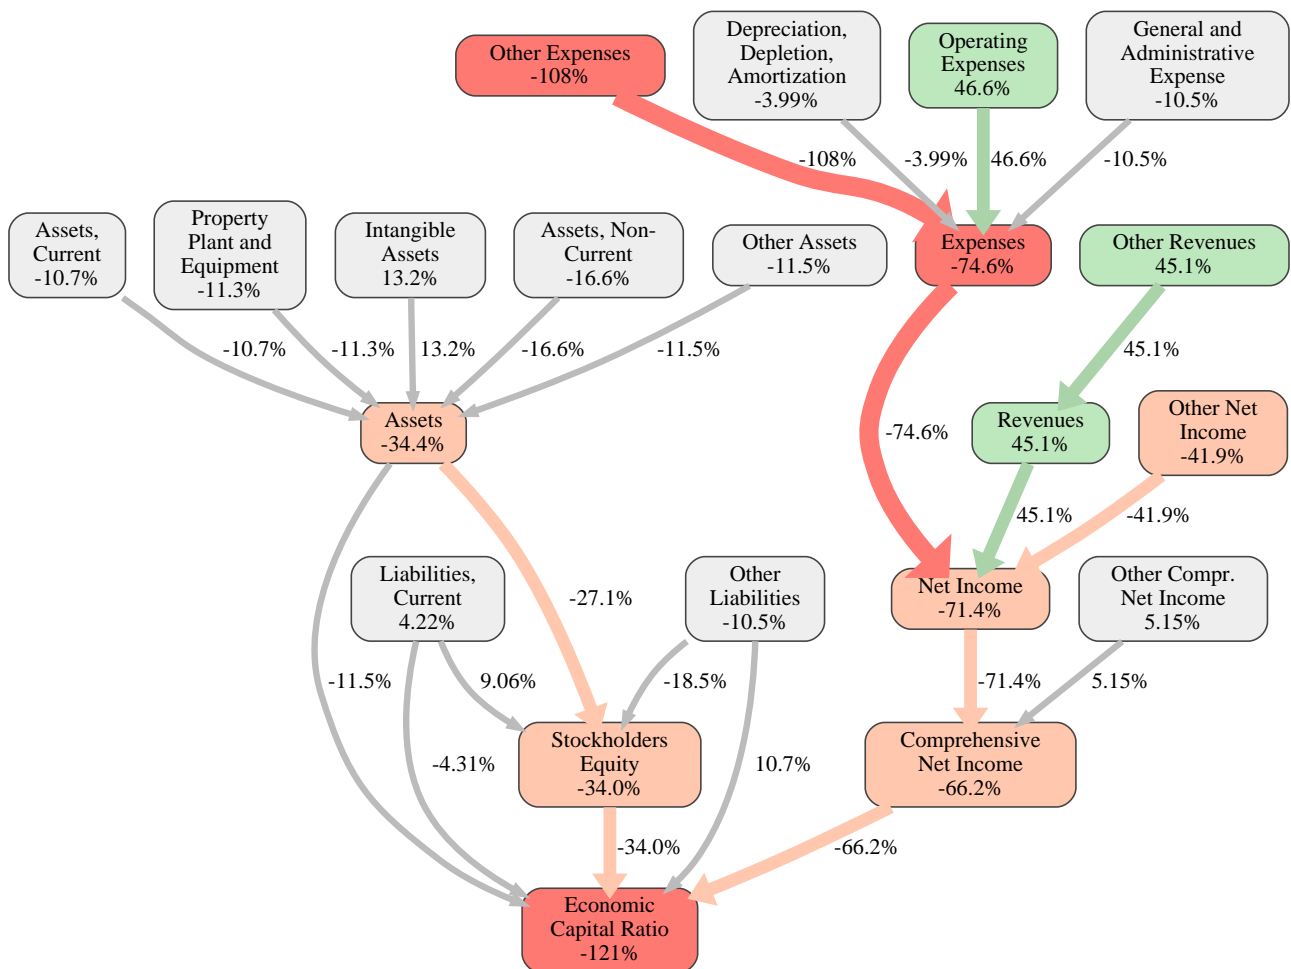 Other Expenses
-108%
Depreciation,
Depletion,
Amortization
-3.99%
Operating
Expenses
46.6%
General and
Administrative
Expense
-10.5%
-108%
-3.99%
46.6%
-10.5%
Assets,
Current
-10.7%
Property
Plant and
Equipment
-11.3%
Intangible
Assets
13.2%
Assets, Non-
Current
-16.6%
Other Assets
-11.5%
Expenses
-74.6%
Other Revenues
45.1%
-10.7%
-11.3%
13.2%
-16.6%
-11.5%
45.1%
Assets
-34.4%
-74.6%
Revenues
45.1%
Other Net
Income
-41.9%
45.1%
-41.9%
Liabilities,
Current
4.22%
-27.1%
Other
Liabilities
-10.5%
Net Income
-71.4%
Other Compr.
Net Income
5.15%
-11.5%
9.06%
-18.5%
-71.4%
5.15%
-4.31%
Stockholders
Equity
-34.0%
10.7%
Comprehensive
Net Income
-66.2%
-34.0%
-66.2%
Economic
Capital Ratio
-121%